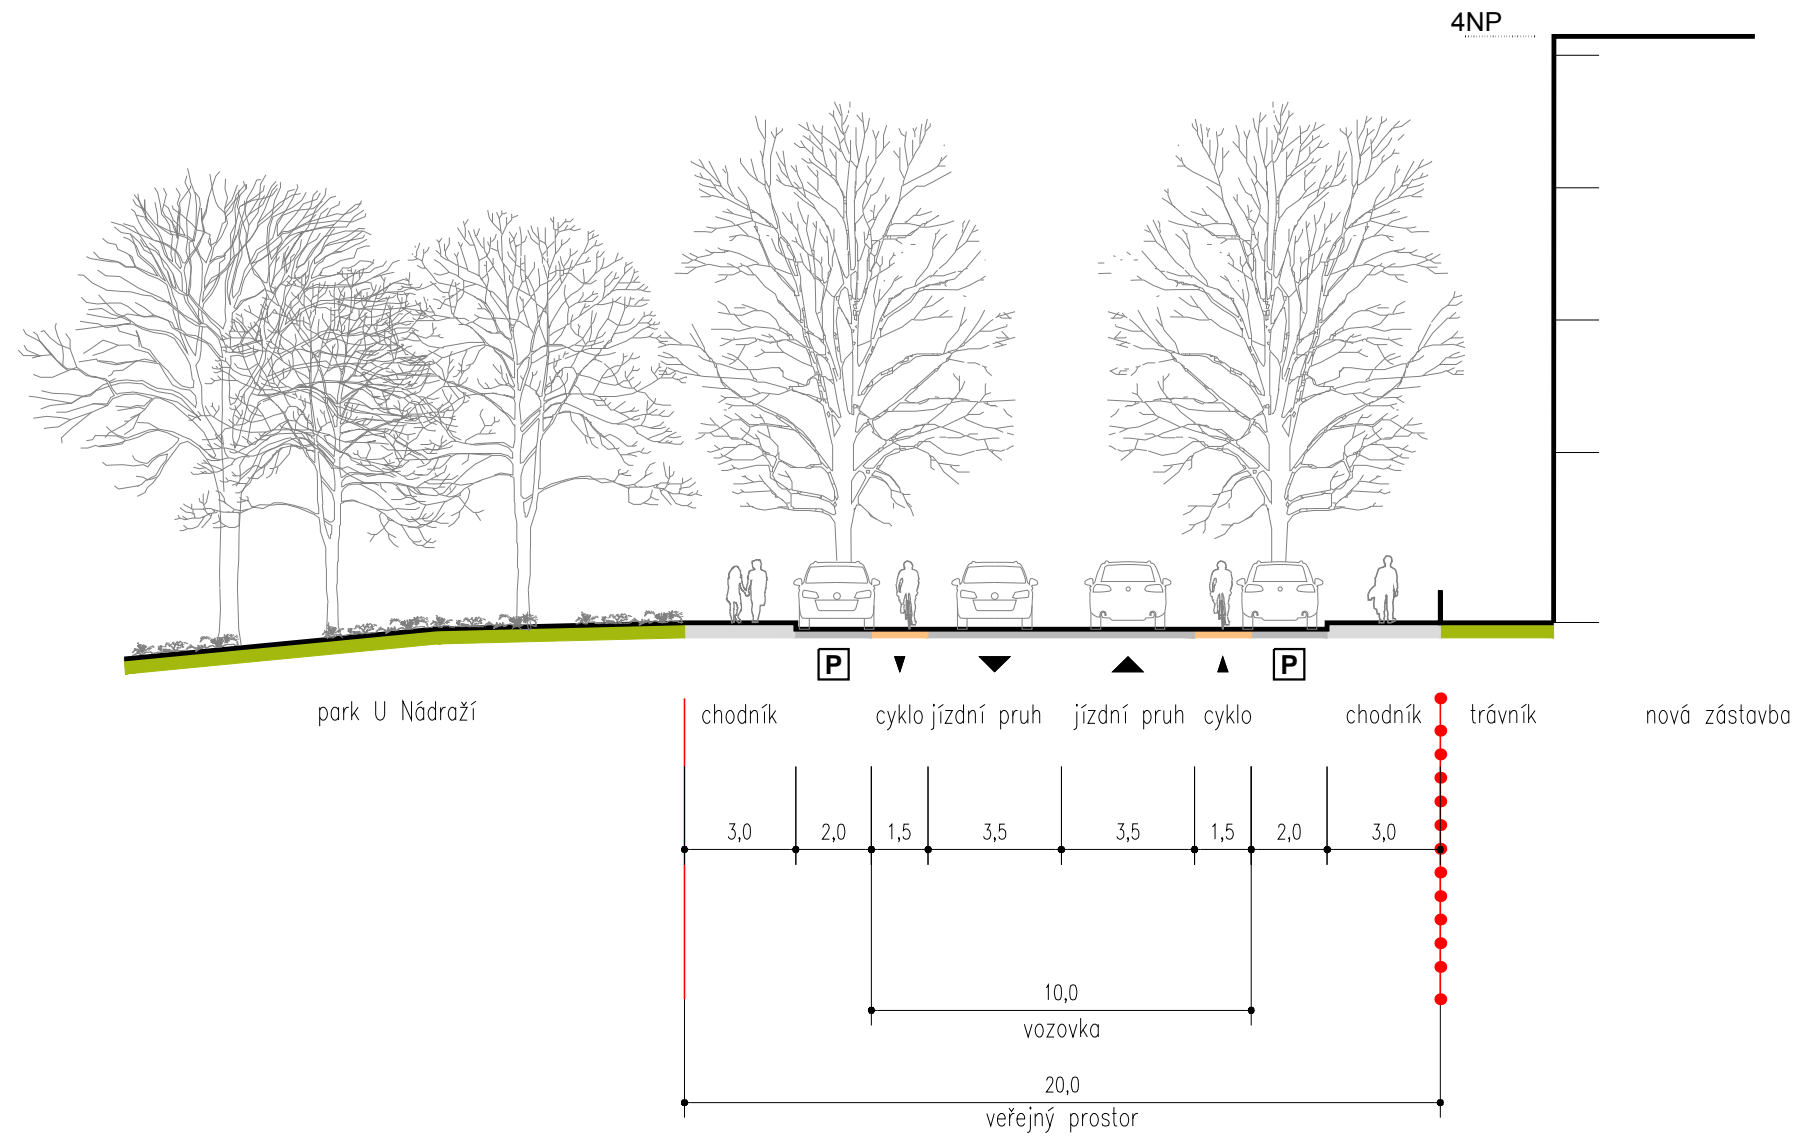 4NP
P P
park U Nádraží chodník cyklo jízdní pruh jízdní pruh cyklo chodník trávník nová zástavba
3,0 2,0 1,5 3,5 3,5 1,5 2,0 3,0
10,0
vozovka
20,0
veřejný prostor